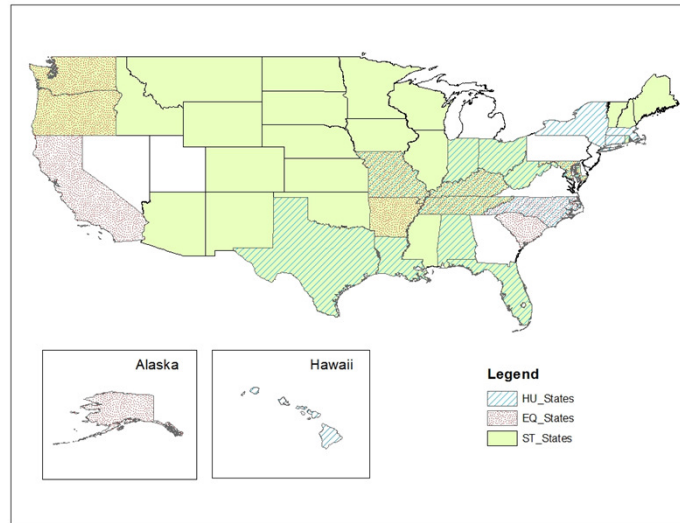 Alaska
Hawaii
Legend
HU_States
EQ_States
ST_States